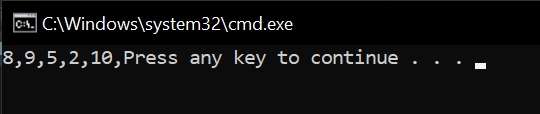 C:\Windows\system32\cmd.exe
8,9,5,2,10,Press any key to continue . . .